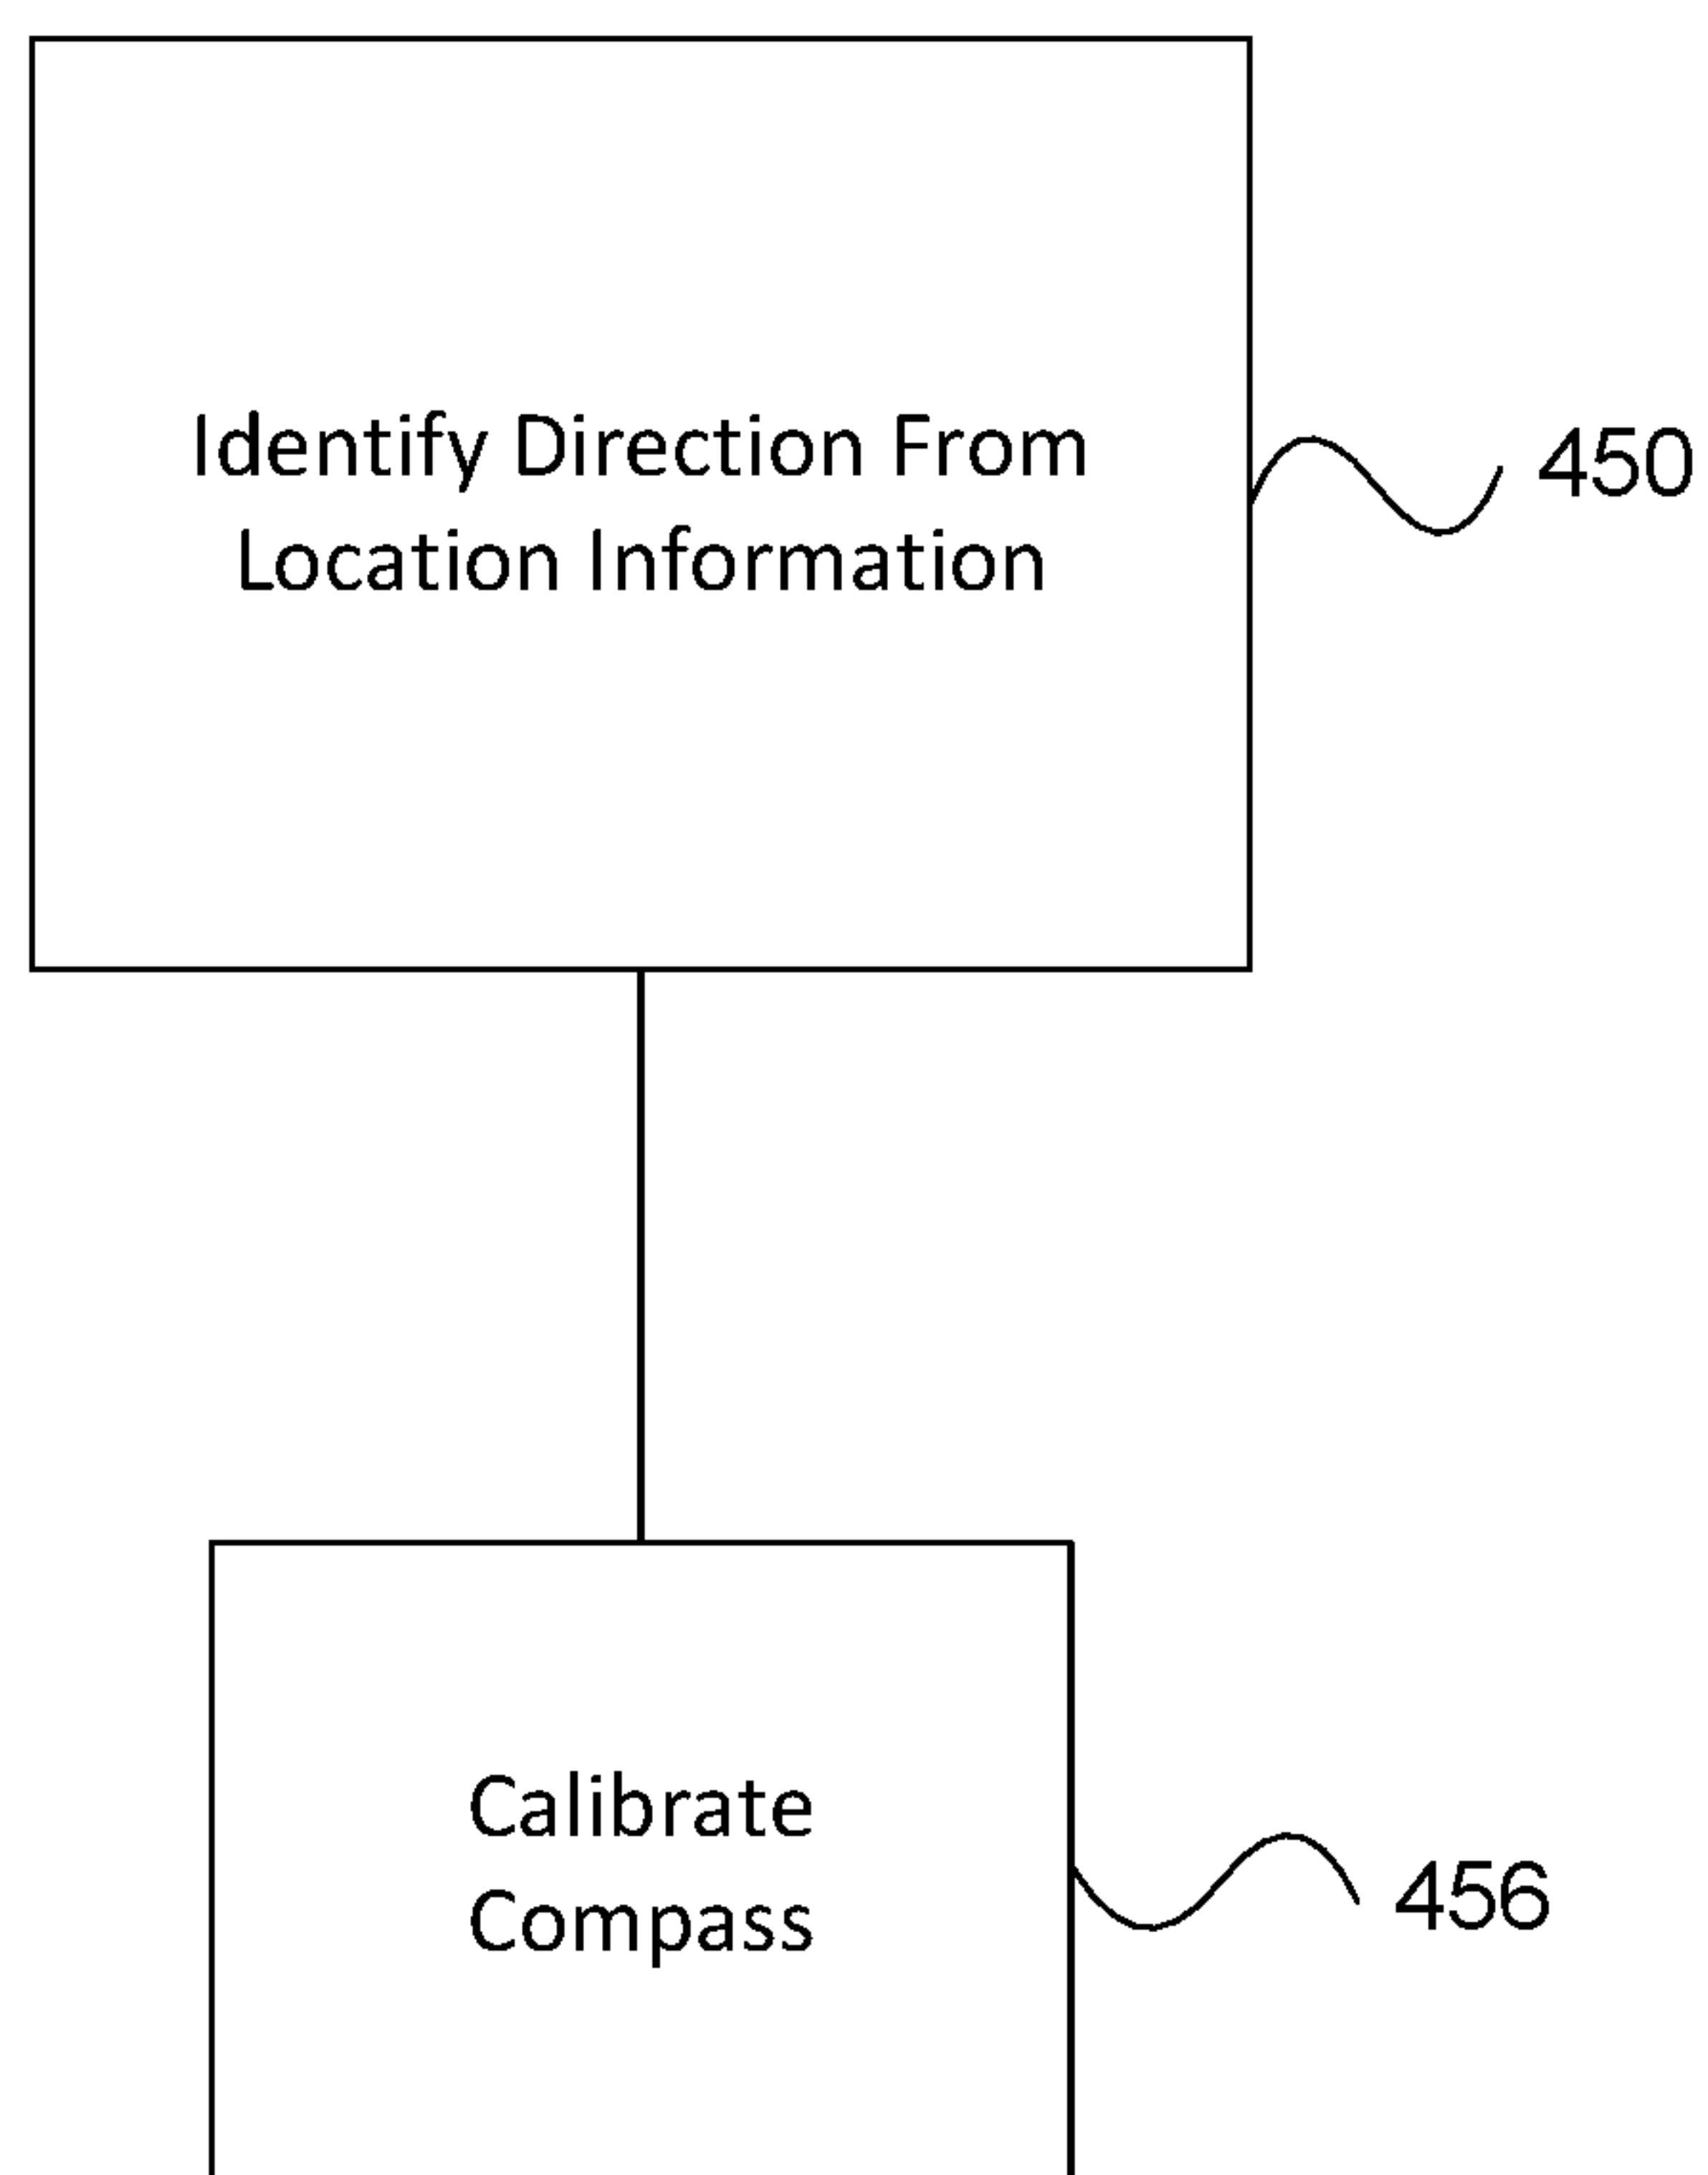 Identify Direction From
Location Information
450
Calibrate
Compass
456